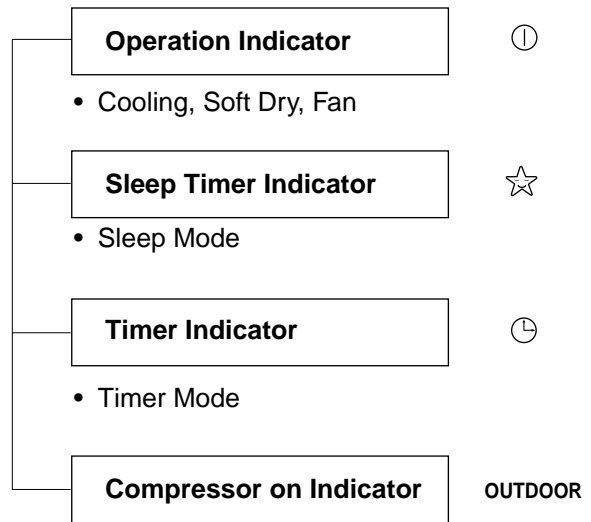 Operation Indicator
• Cooling, Soft Dry, Fan
Sleep Timer Indicator
• Sleep Mode
Timer Indicator
• Timer Mode
Compressor on Indicator OUTDOOR